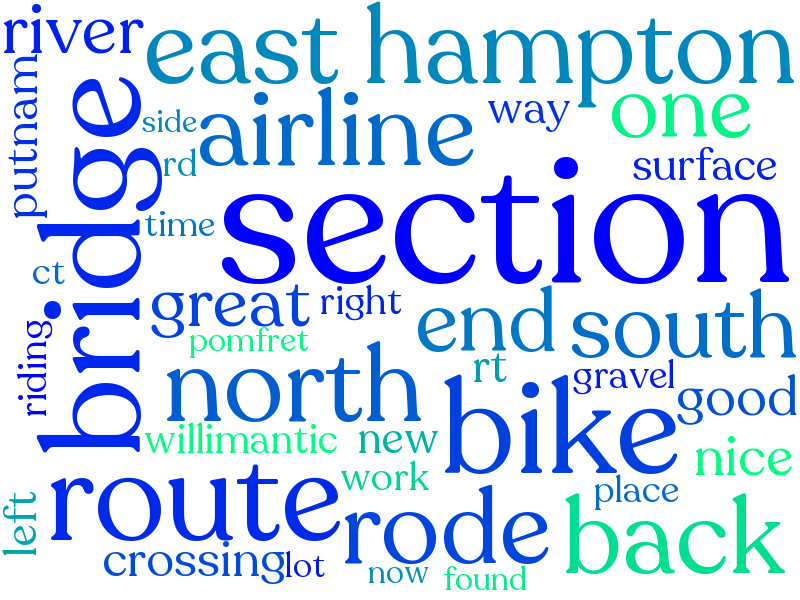 river
east hampton
putnam
bridge
side
airline
way
one
rd
surface
section
time
ct
great
right
end
south
riding
pomfret
north
rt
gravel
bike
good
willimantic
new
nice
route
work
place
left
rode
back
crossing
lot
now
found